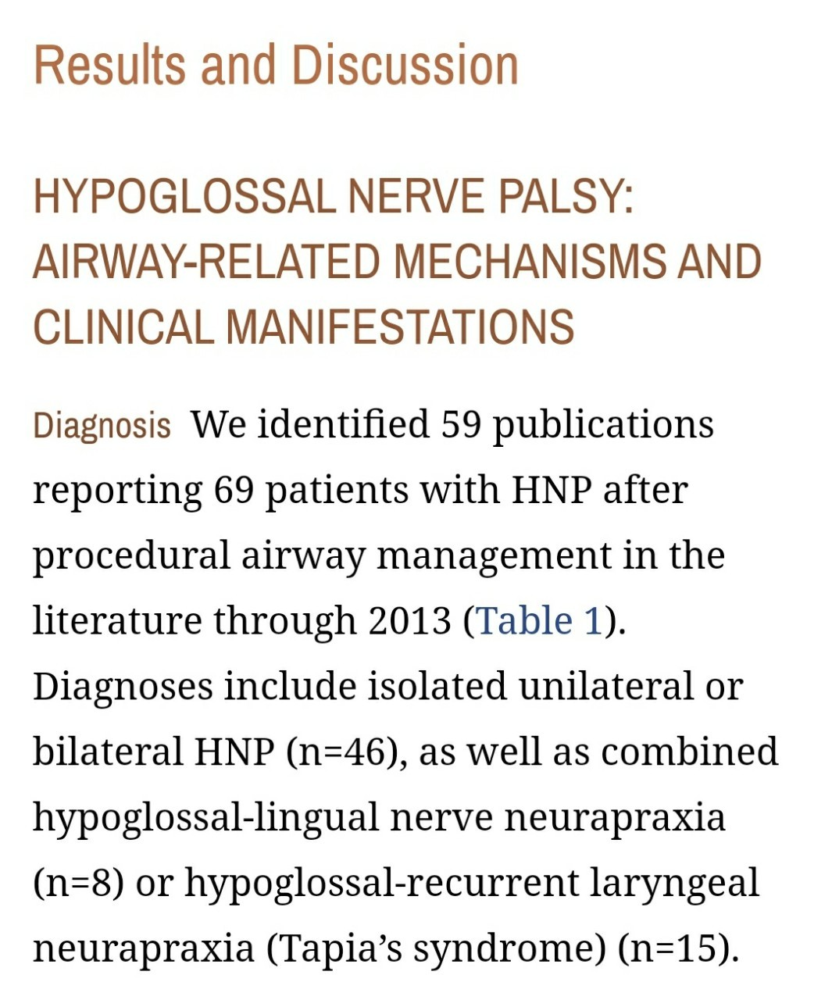 Results and Discussion
HYPOGLOSSAL NERVE PALSY:
AIRWAY-RELATED MECHANISMS AND
CLINICAL MANIFESTATIONS
Diagnosis We identified 59 publications
reporting 69 patients with HNP after
procedural airway management in the
literature through 2013 (Table 1).
Diagnoses include isolated unilateral or
bilateral HNP (n=46), as well as combined
hypoglossal-lingual nerve neurapraxia
(n=8) or hypoglossal-recurrent laryngeal
neurapraxia (Tapia’s syndrome) (n=15).